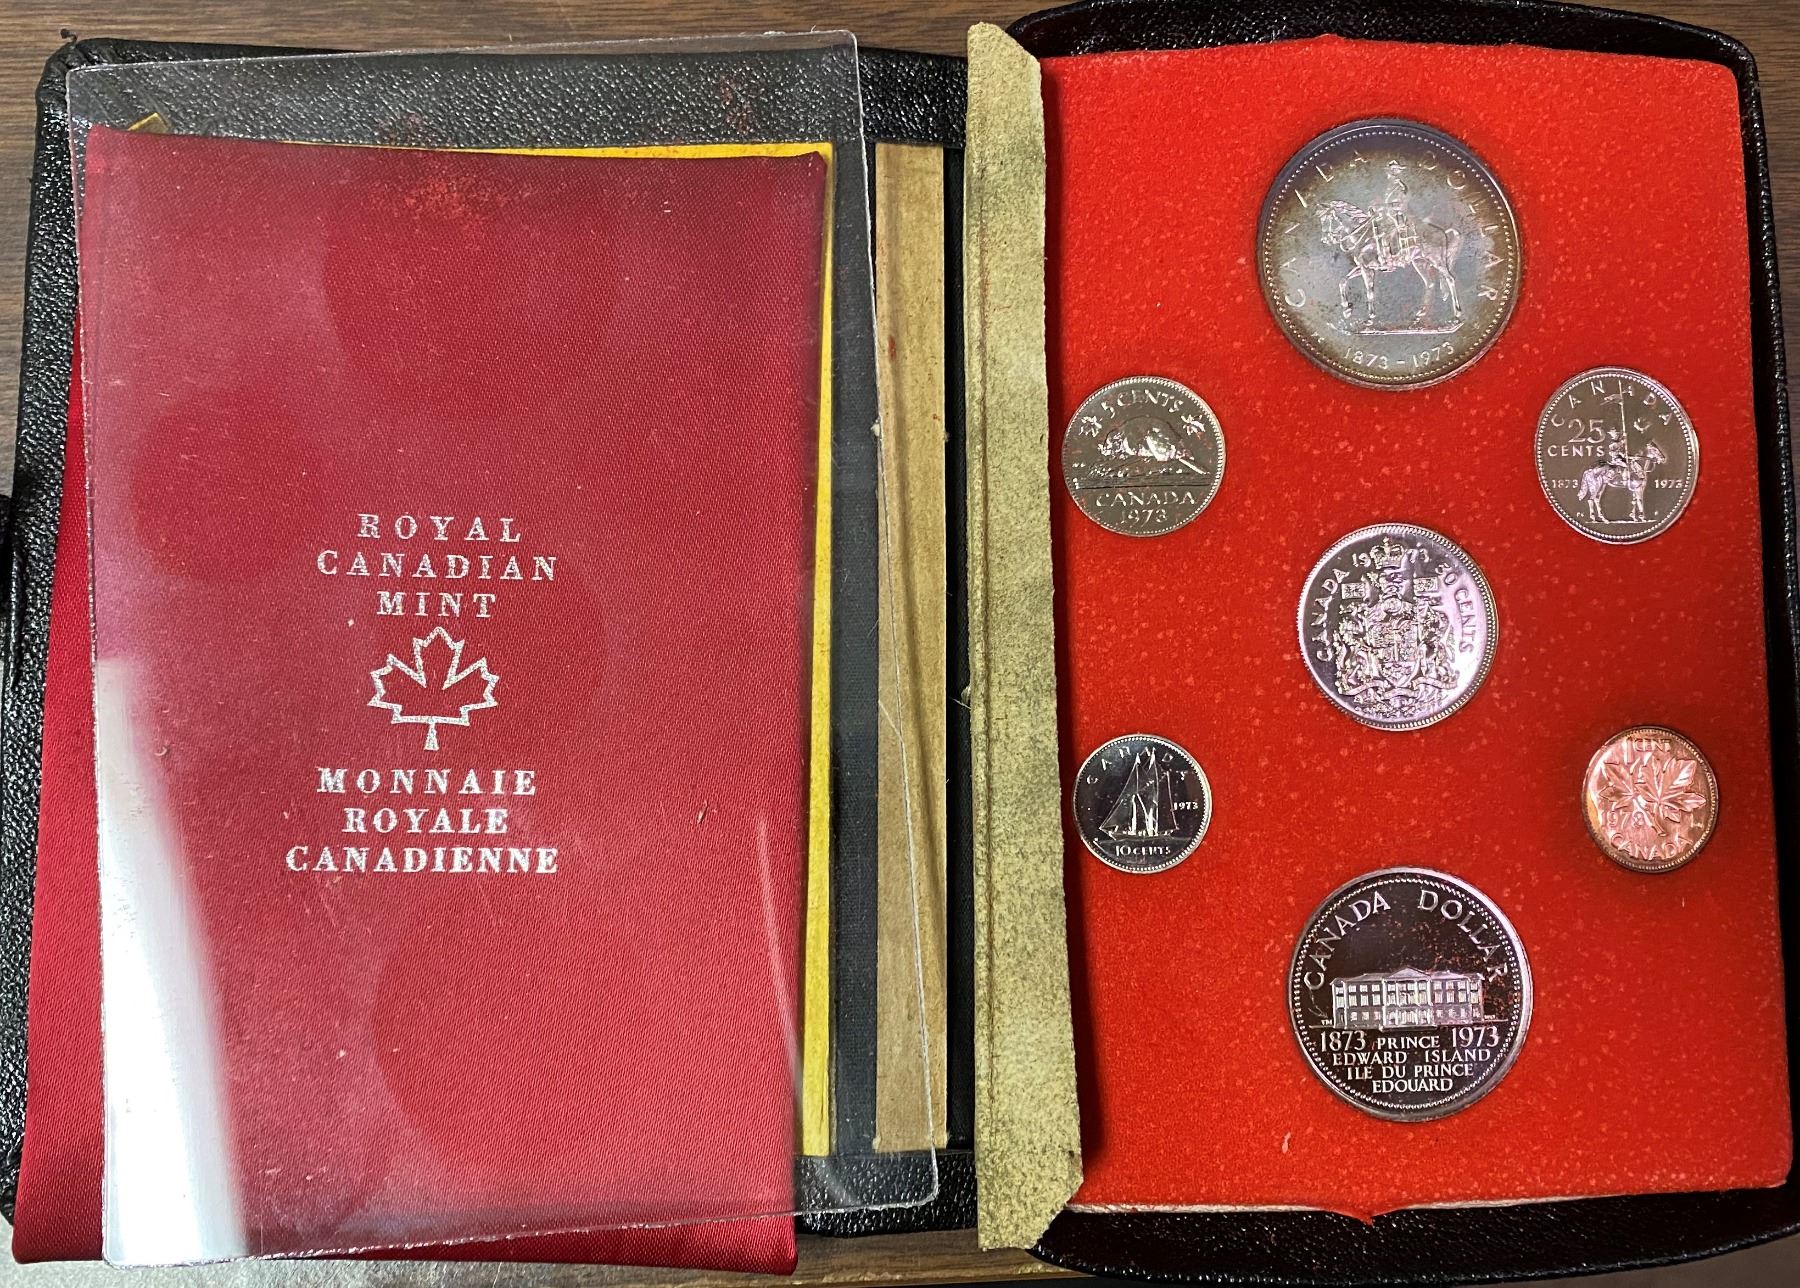 ROYAL
CANADIAN
MINT
MONNAIE
ROYALE
CANADIENNE
CANADA DOLLAR
1873-1973
5 CENTS
CANADA
1973
CANADA
25
CENTS
1873 1973
CANADA 1973 50 CENTS
CANADA
1973
10 CENTS
1 CENT
1973
CANADA
CANADA DOLLAR
1873 PRINCE 1973
EDWARD ISLAND
ILE DU PRINCE
EDOUARD